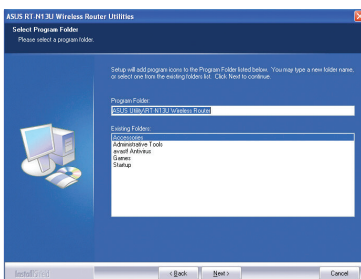 ASUS RT-N13U Wireless Router Utilities
Select Program Folder
Please select a program folder.
Setup will add program icons to the Program Folder listed below. You may type a new folder name,
or select one from the existing folders list. Click Next to continue.
Program Folder:
ASUS Utility\RT-N13U Wireless Router
Existing Folders:
Accessories
Administrative Tools
avast! Antivirus
Games
Startup
InstallShield
< Back
Next >
Cancel